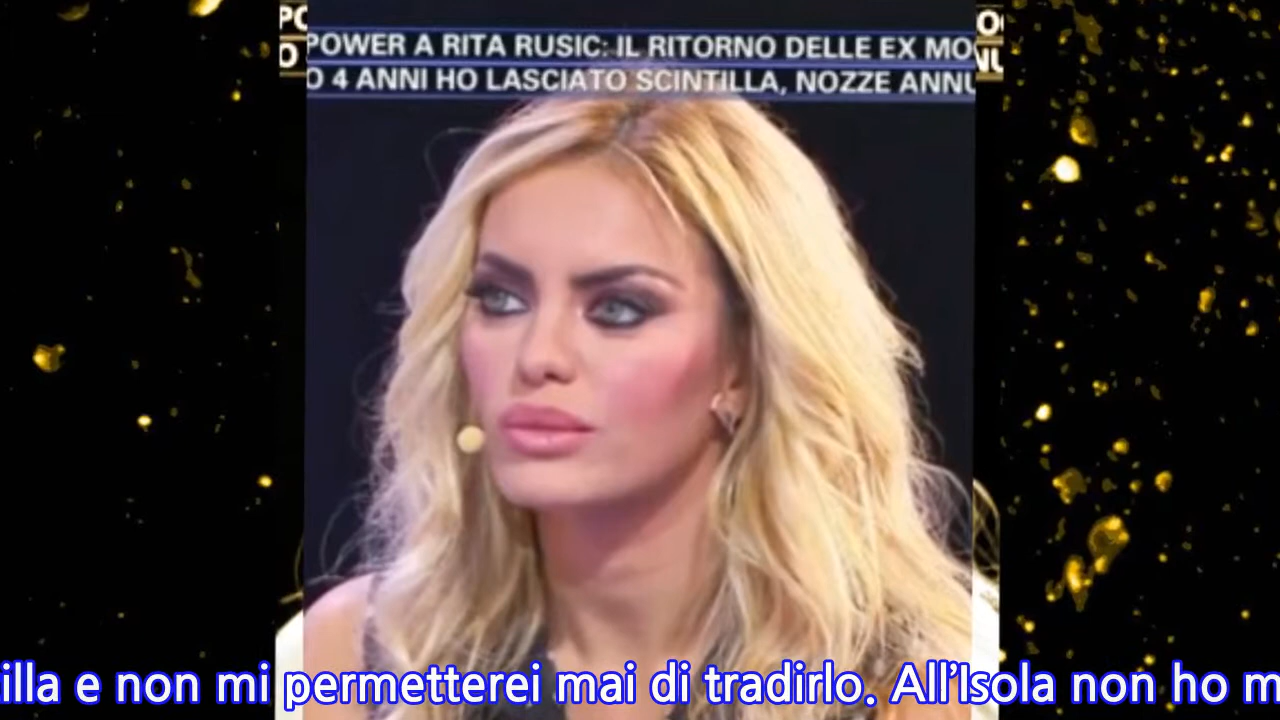 POWER A RITA RUSIC: IL RITORNO DELLE EX MO
O 4 ANNI HO LASCIATO SCINTILLA, NOZZE ANNU
illa e non mi permetterei mai di tradirlo. All'Isola non ho m